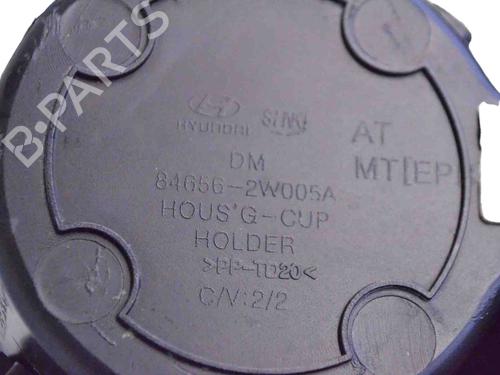 B-PARTS
HYUNDAI
AT
MT[EP
DM
84656-2W005A
HOUS'G-CUP
HOLDER
>PP-TD20<
C/V:2/2